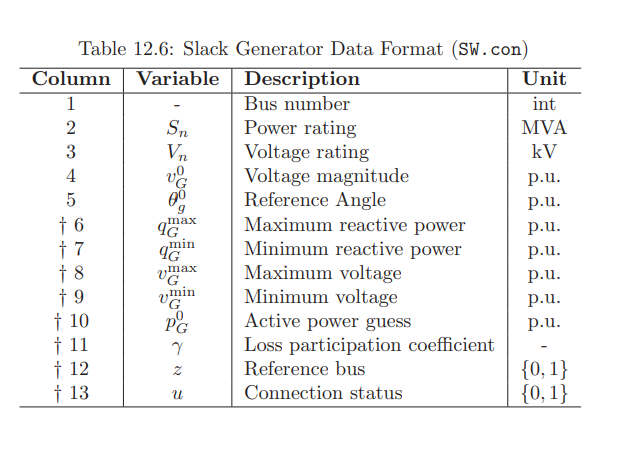 Table 12.6: Slack Generator Data Format (SW.con)
Column Variable Description Unit
1 - Bus number int
2 Sₙ Power rating MVA
3 Vₙ Voltage rating kV
4 v_G^0 Voltage magnitude p.u.
5 θ_g^0 Reference Angle p.u.
† 6 q_G^max Maximum reactive power p.u.
† 7 q_G^min Minimum reactive power p.u.
† 8 v_G^max Maximum voltage p.u.
† 9 v_G^min Minimum voltage p.u.
† 10 p_G^0 Active power guess p.u.
† 11 γ Loss participation coefficient -
† 12 z Reference bus {0, 1}
† 13 u Connection status {0, 1}